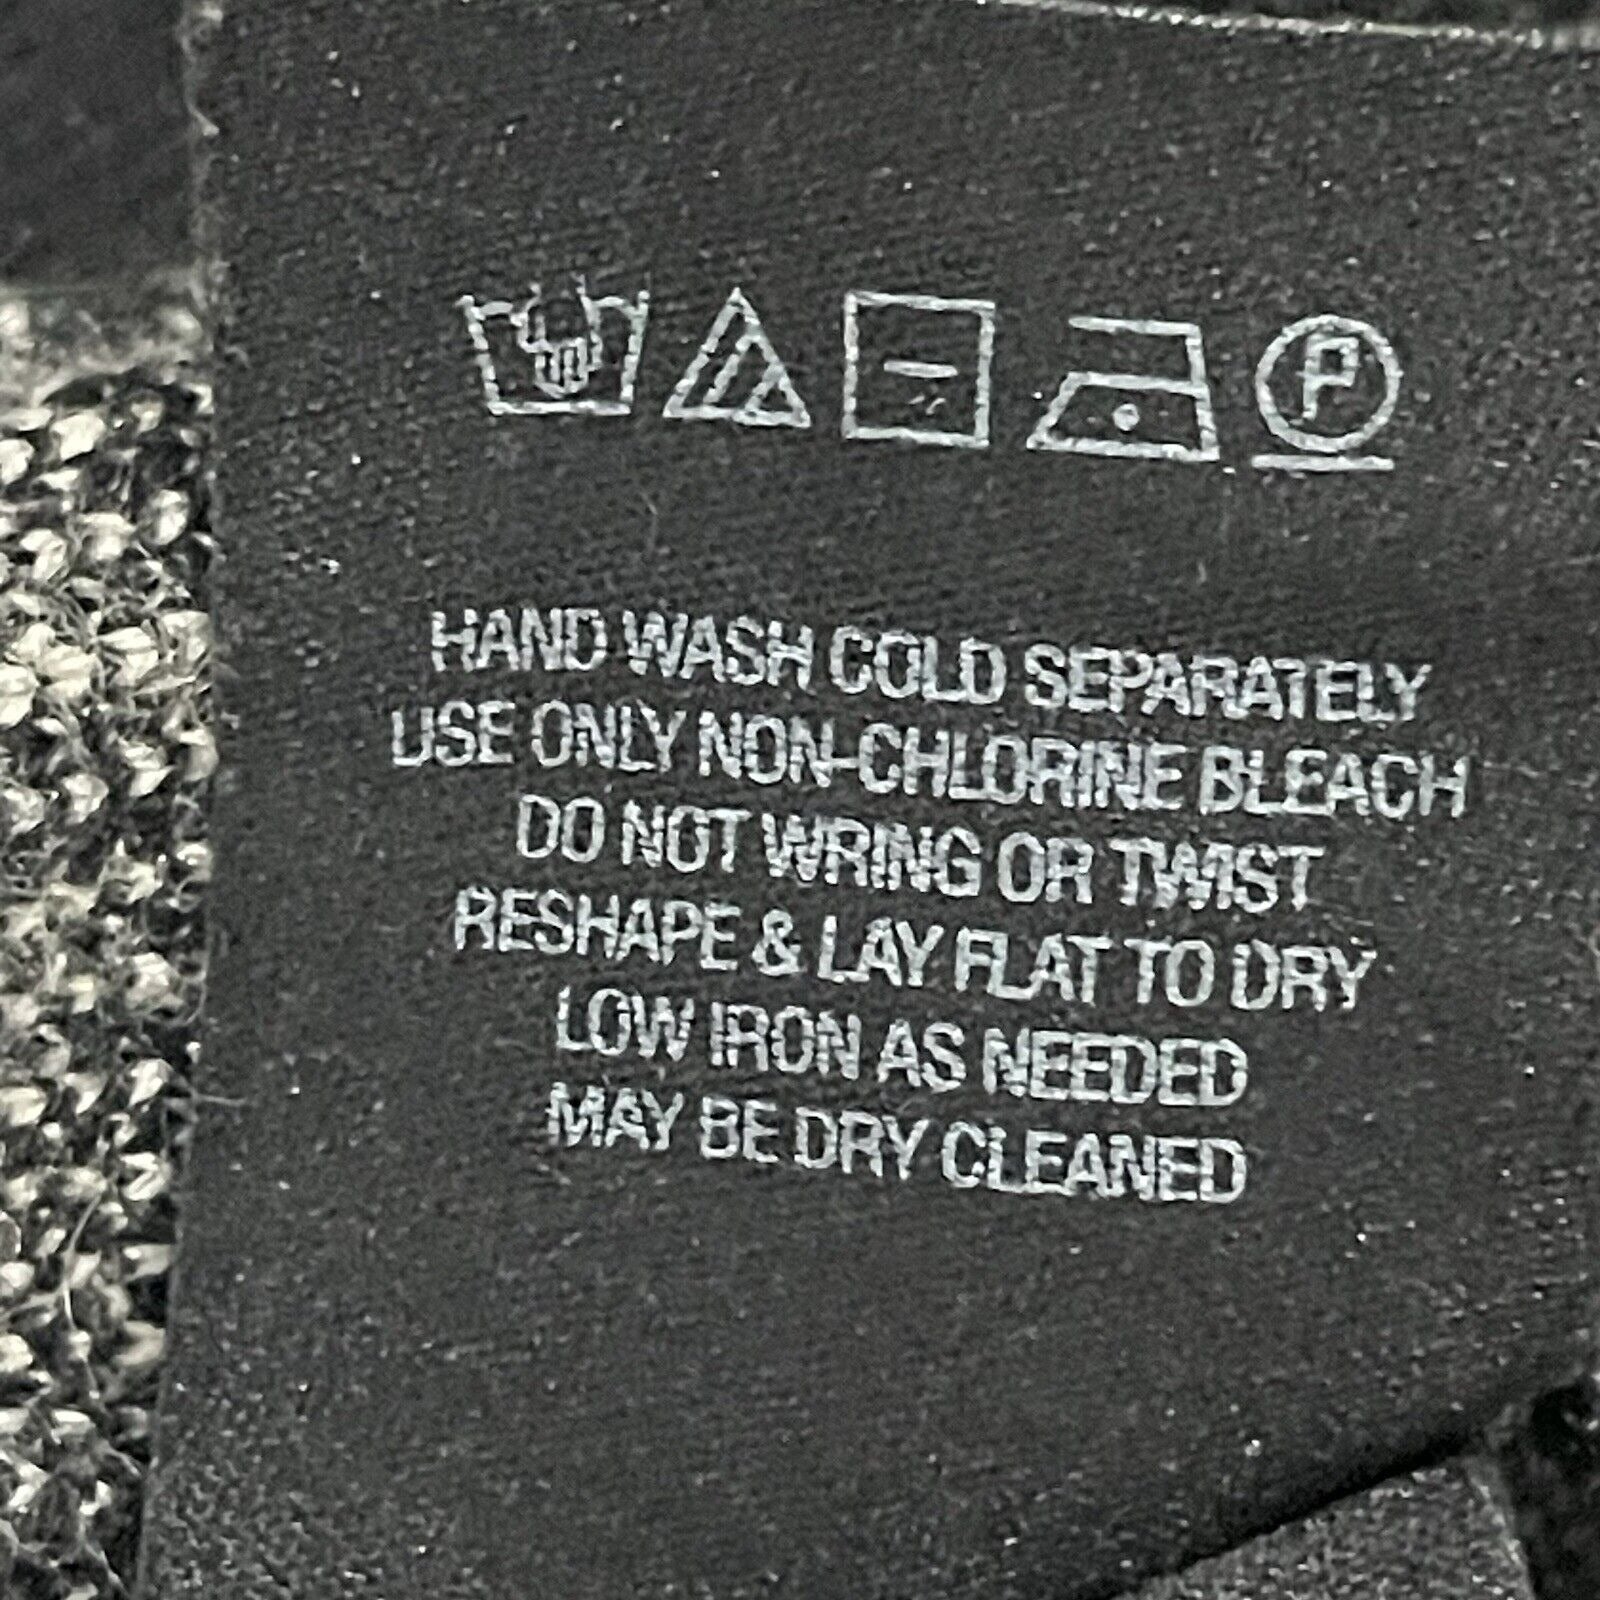 P
HAND WASH COLD SEPARATELY
USE ONLY NON-CHLORINE BLEACH
DO NOT WRING OR TWIST
RESHAPE & LAY FLAT TO DRY
LOW IRON AS NEEDED
MAY BE DRY CLEANED